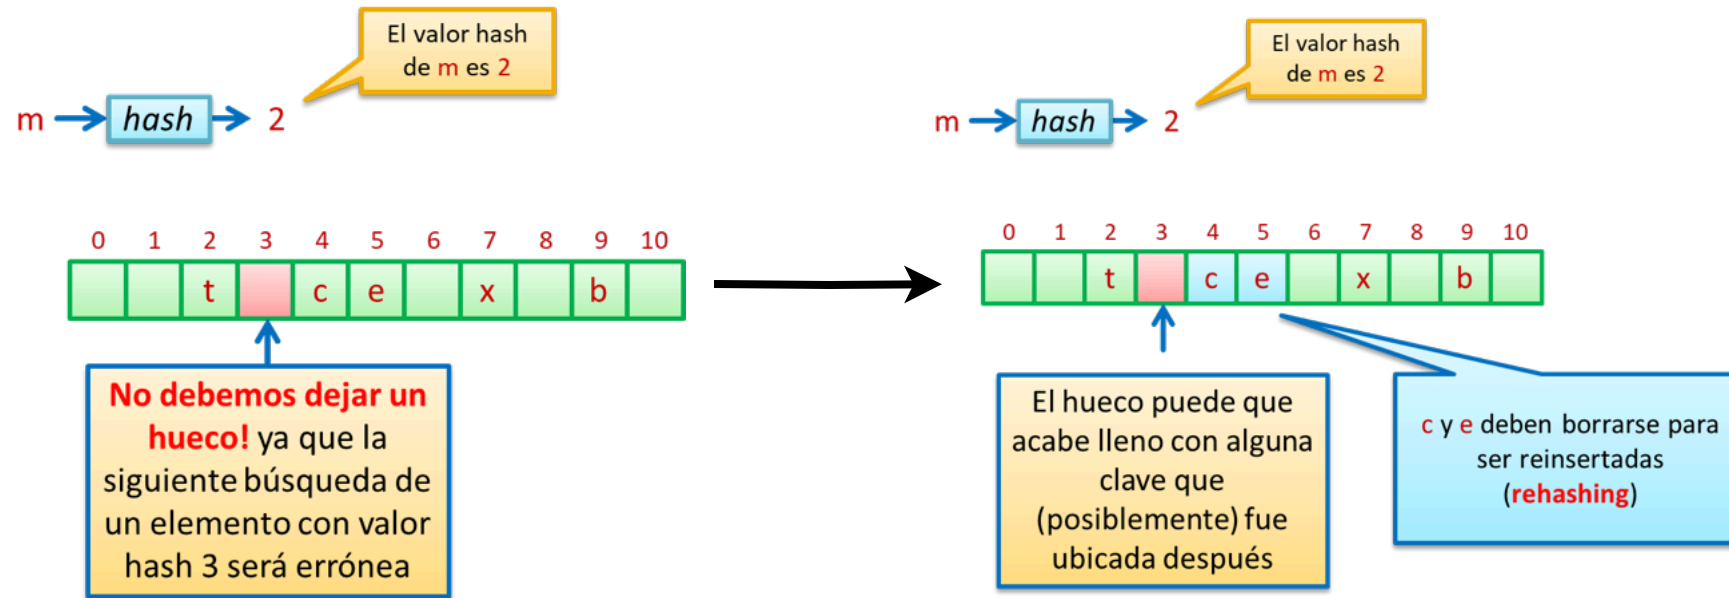 El valor hash
de m es 2
m hash 2
0 1 2 3 4 5 6 7 8 9 10
t c e x b
No debemos dejar un
hueco! ya que la
siguiente búsqueda de
un elemento con valor
hash 3 será errónea
El valor hash
de m es 2
m hash 2
0 1 2 3 4 5 6 7 8 9 10
t c e x b
El hueco puede que
acabe lleno con alguna
clave que
(posiblemente) fue
ubicada después
c y e deben borrarse para
ser reinsertadas
(rehashing)